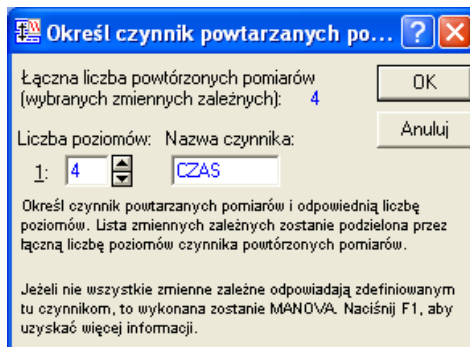 Określ czynnik powtarzanych po...
Łączna liczba powtórzonych pomiarów
(wybranych zmiennych zależnych): 4
OK
Anuluj
Liczba poziomów: Nazwa czynnika:
1: 4 CZAS
Określ czynnik powtarzanych pomiarów i odpowiednią liczbę
poziomów. Lista zmiennych zależnych zostanie podzielona przez
łączną liczbę poziomów czynnika powtórzonych pomiarów.
Jeżeli nie wszystkie zmienne zależne odpowiadają zdefiniowanym
tu czynnikom, to wykonana zostanie MANOVA. Naciśnij F1, aby
uzyskać więcej informacji.